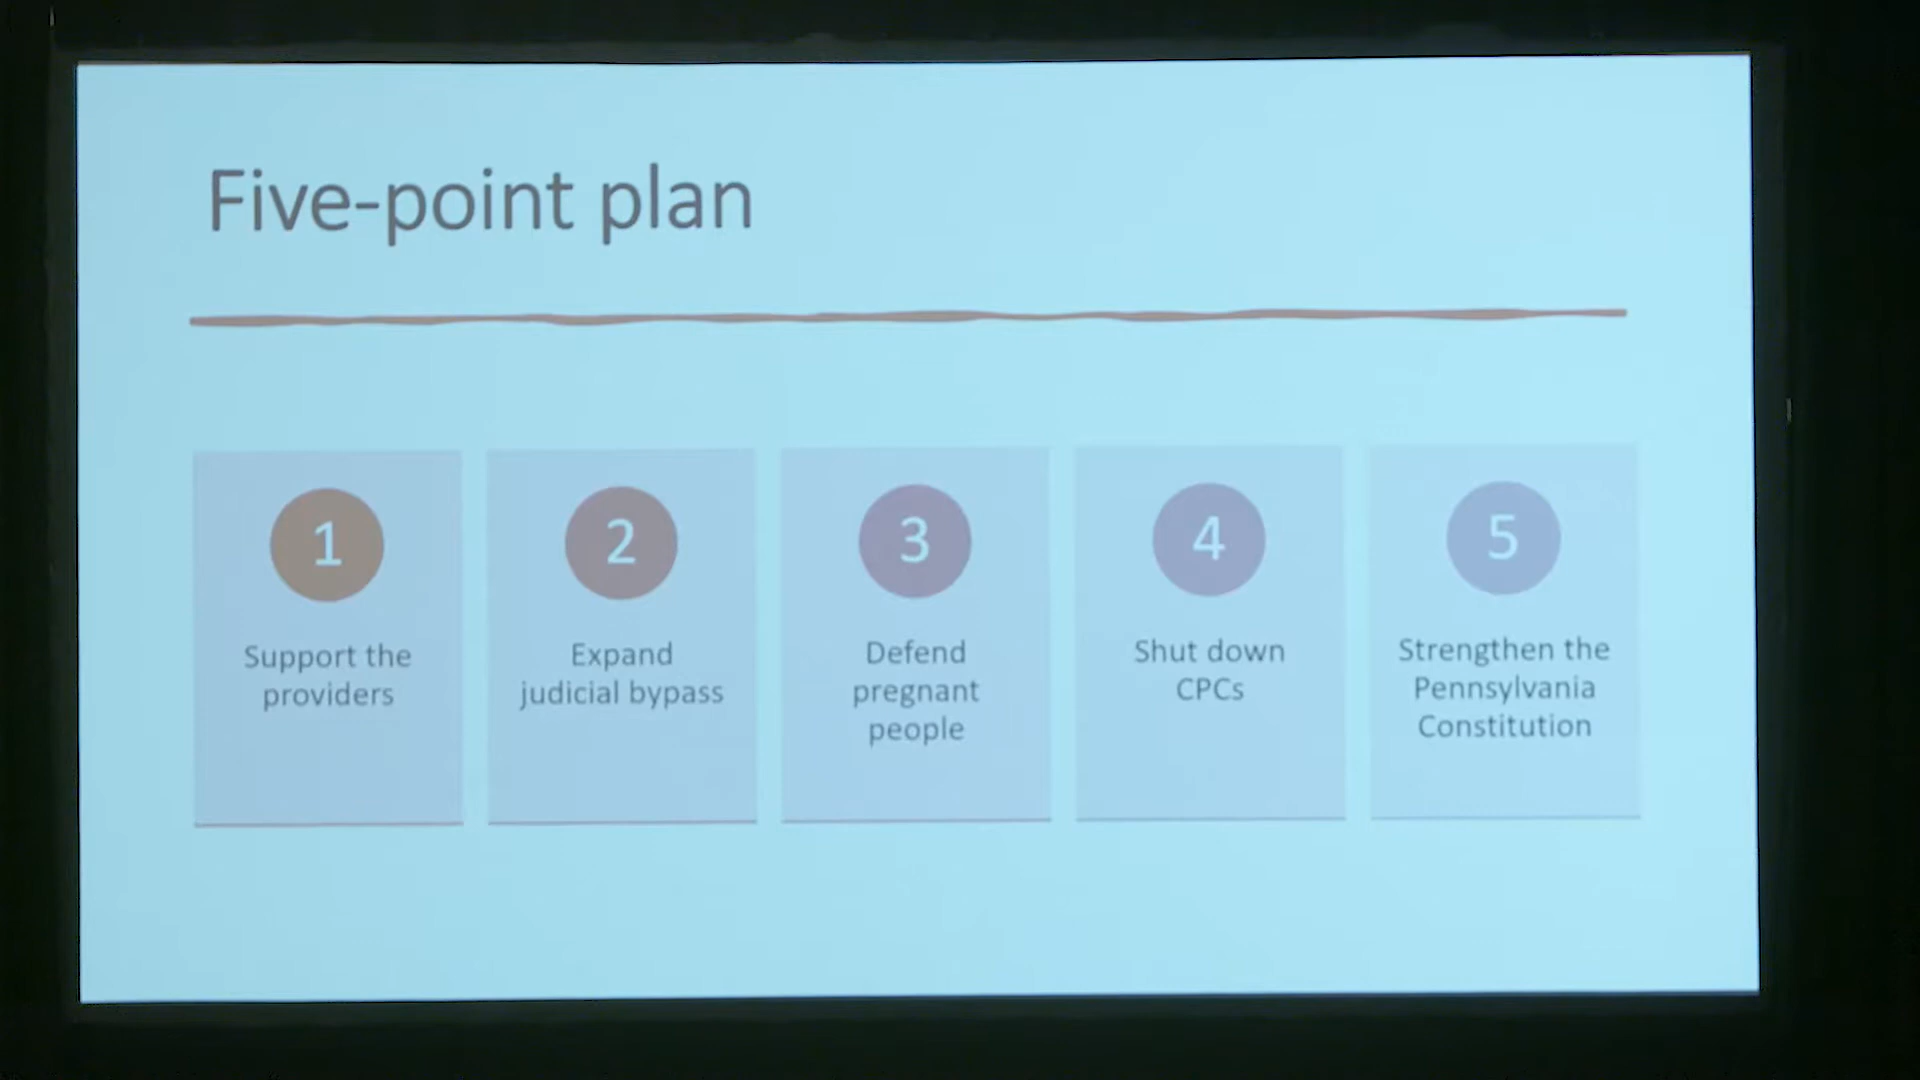 Five-point plan
1
Support the
providers
2
Expand
judicial bypass
3
Defend
pregnant
people
4
Shut down
CPCs
5
Strengthen the
Pennsylvania
Constitution